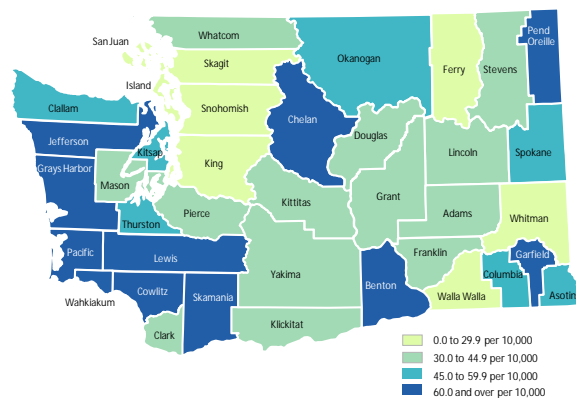 San Juan
Whatcom
Skagit
Island
Snohomish
Okanogan
Ferry
Stevens
Pend
Oreille
Clallam
Jefferson
Kitsap
King
Chelan
Douglas
Lincoln
Spokane
Grays Harbor
Mason
Pierce
Kittitas
Grant
Adams
Whitman
Thurston
Pacific
Lewis
Yakima
Franklin
Garfield
Wahkiakum
Cowlitz
Skamania
Benton
Walla Walla
Columbia
Asotin
Clark
Klickitat
0.0 to 29.9 per 10,000
30.0 to 44.9 per 10,000
45.0 to 59.9 per 10,000
60.0 and over per 10,000